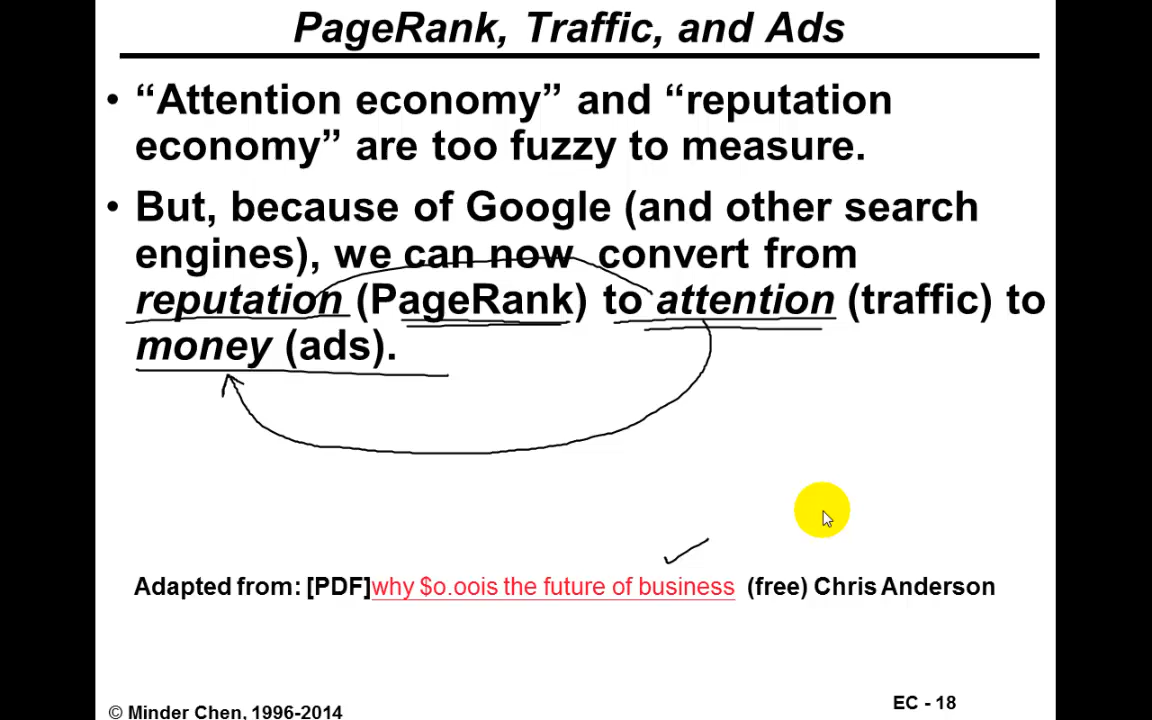 PageRank, Traffic, and Ads
• “Attention economy” and “reputation
economy” are too fuzzy to measure.
• But, because of Google (and other search
engines), we can now convert from
reputation (PageRank) to attention (traffic) to
money (ads).
Adapted from: [PDF]why $o.oois the future of business (free) Chris Anderson
© Minder Chen, 1996-2014
EC - 18